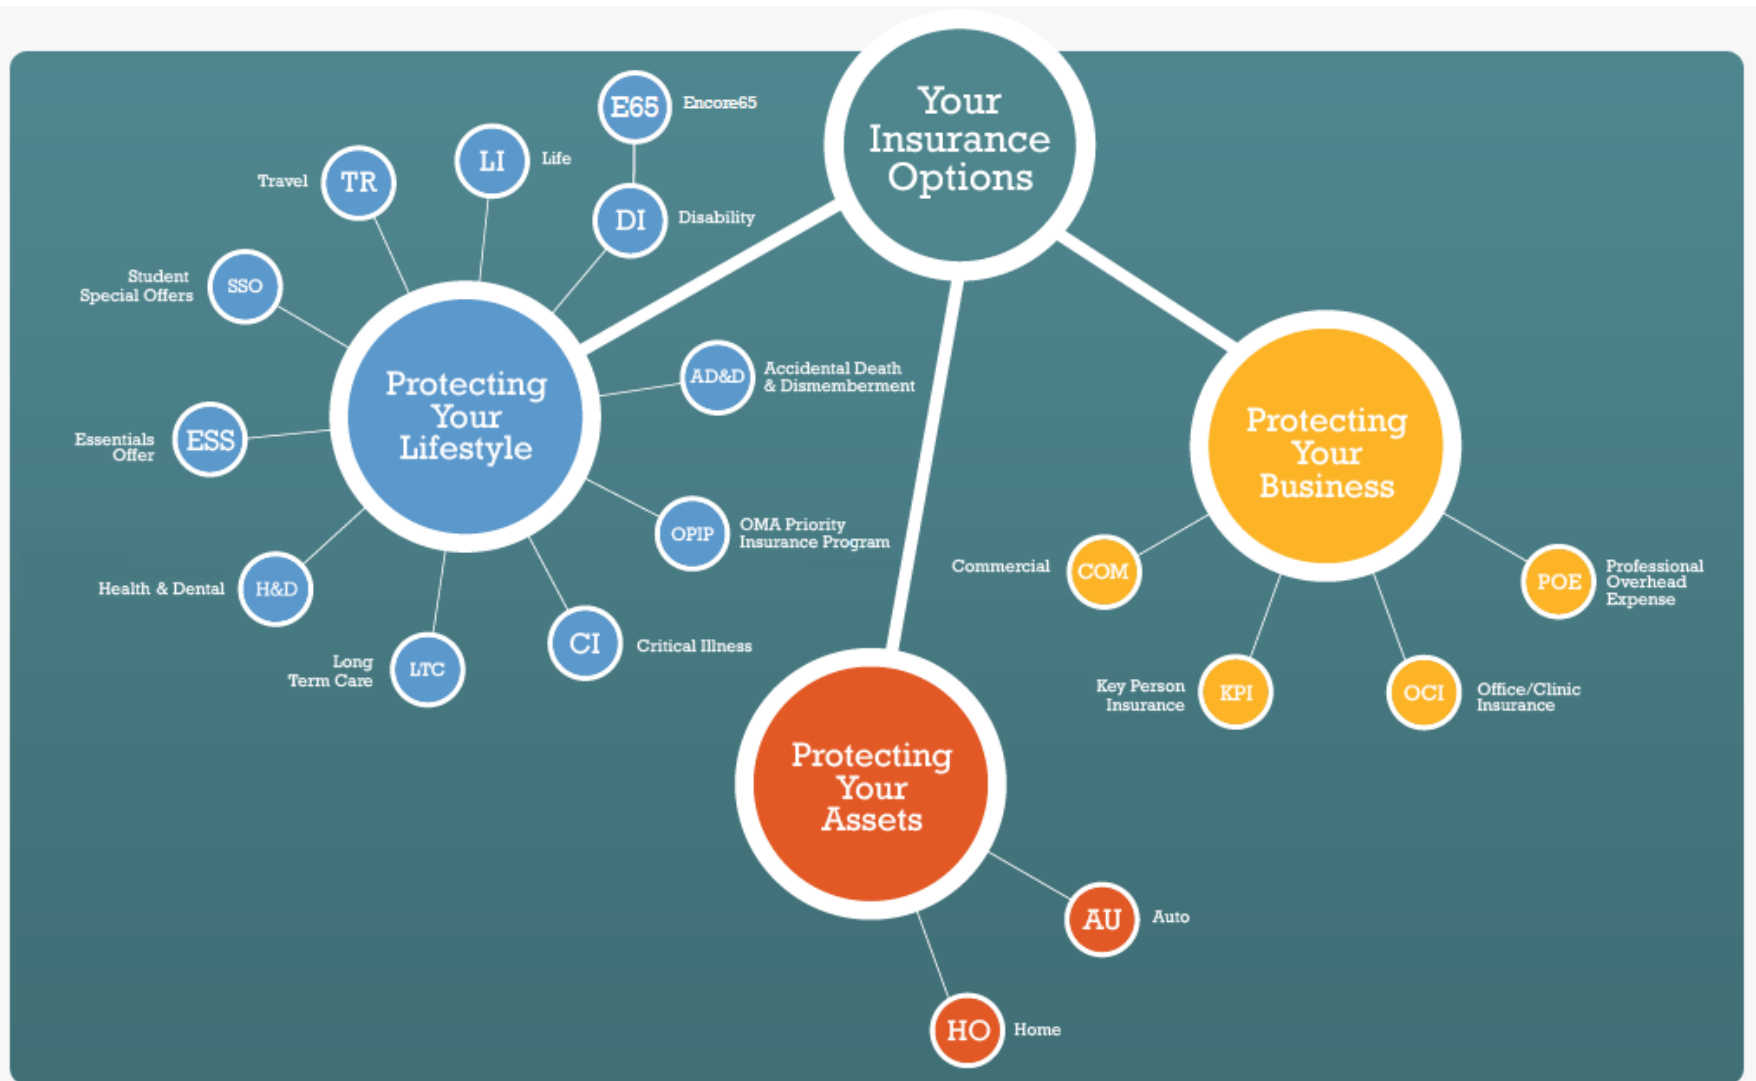 Your
Insurance
Options
E65
Encore65
LI
Life
TR
Travel
DI
Disability
SSO
Student
Special Offers
Protecting
Your
Lifestyle
AD&D
Accidental Death
& Dismemberment
ESS
Essentials
Offer
OPIP
OMA Priority
Insurance Program
H&D
Health & Dental
CI
Critical Illness
LTC
Long
Term Care
Protecting
Your
Business
COM
Commercial
POE
Professional
Overhead
Expense
KPI
Key Person
Insurance
OCI
Office/Clinic
Insurance
Protecting
Your
Assets
AU
Auto
HO
Home